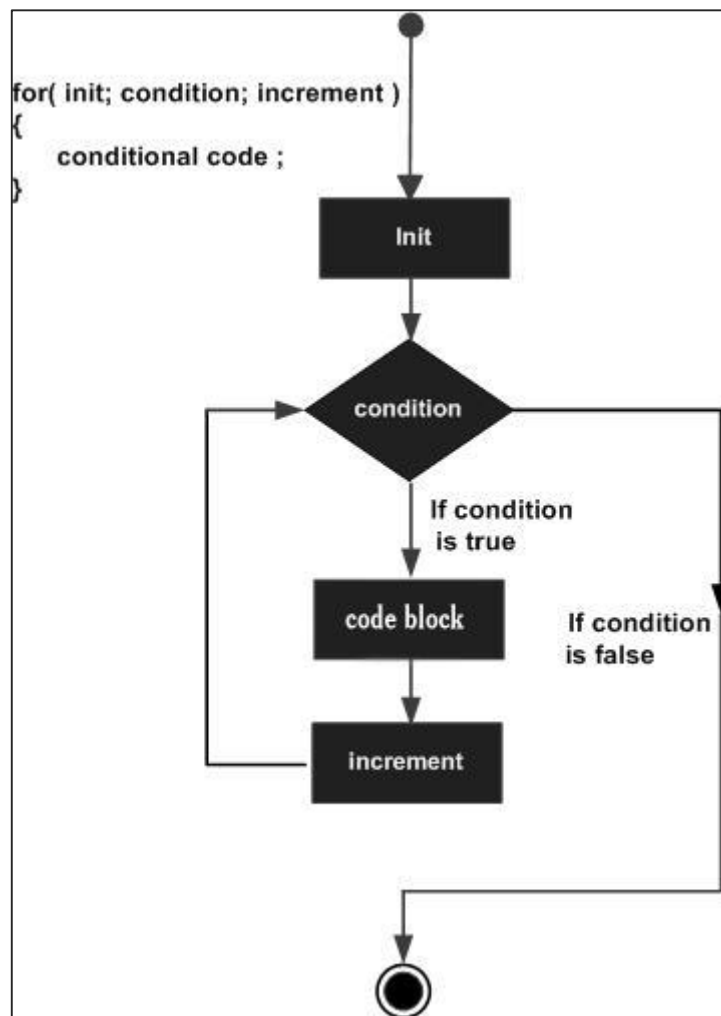 for( init; condition; increment )
{
conditional code ;
}
Init
condition
If condition
is true
code block
If condition
is false
increment